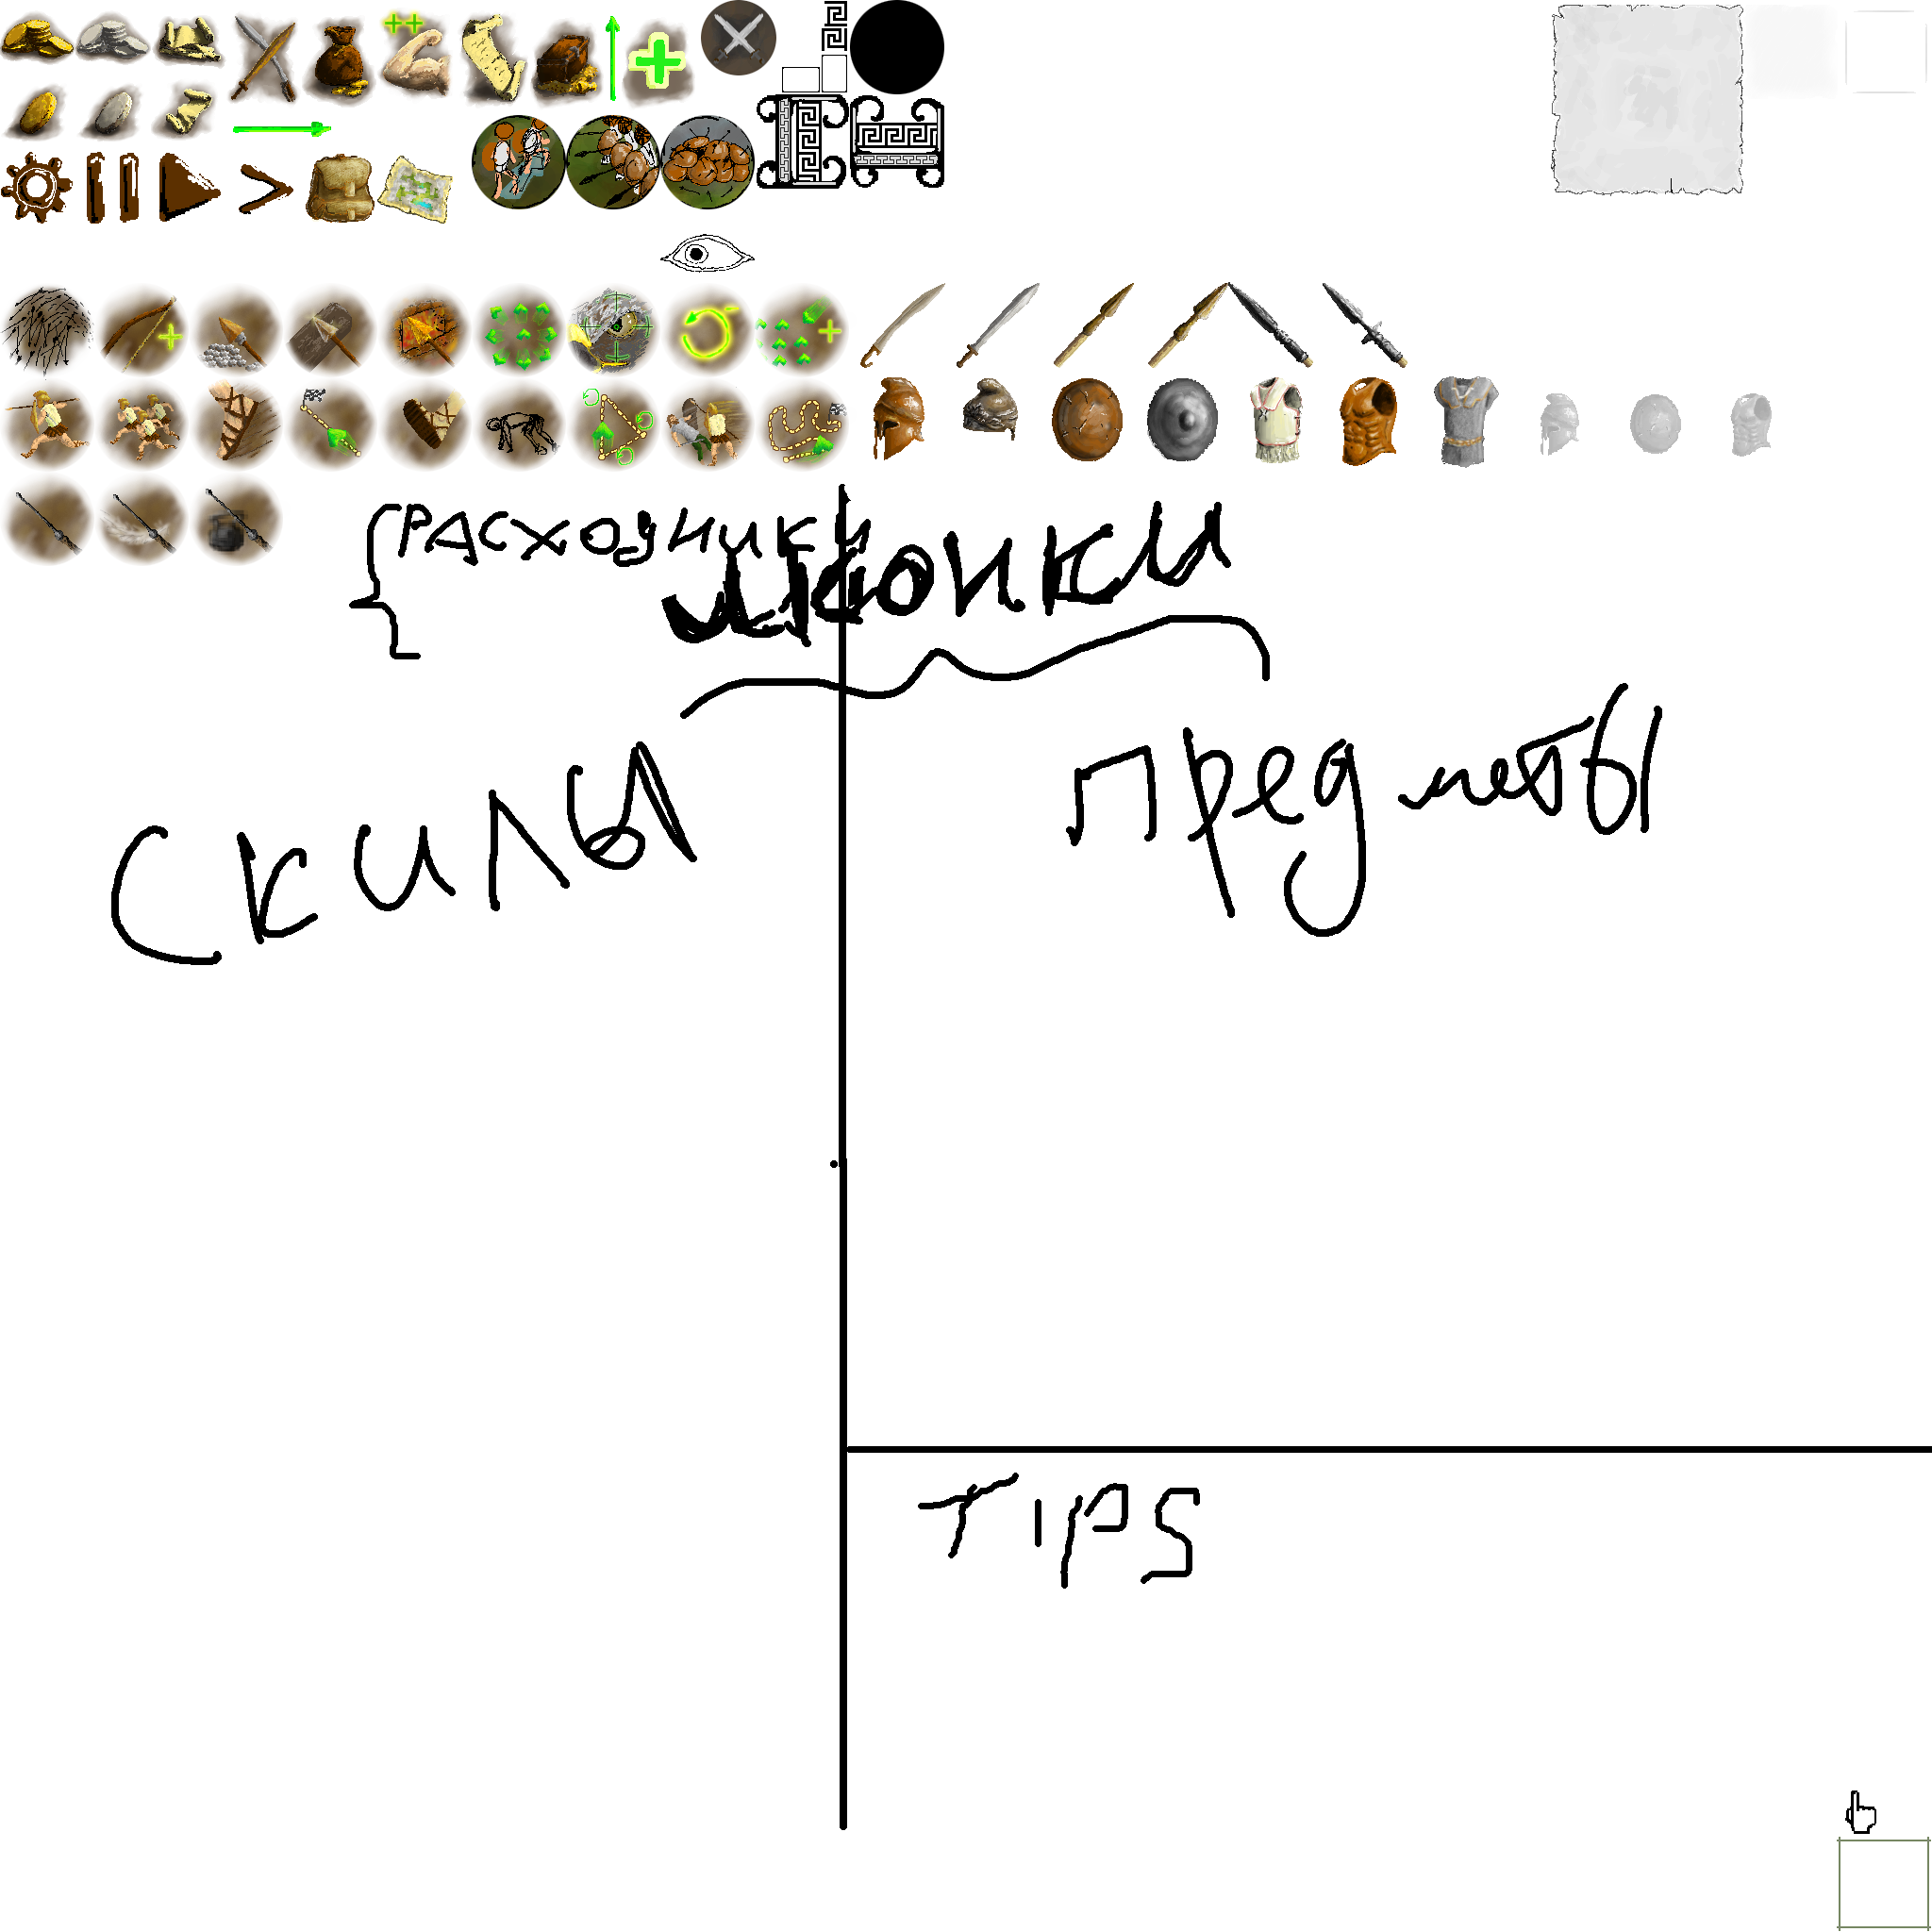 Расходники
Иконки
Скилы
предметы
TIPS